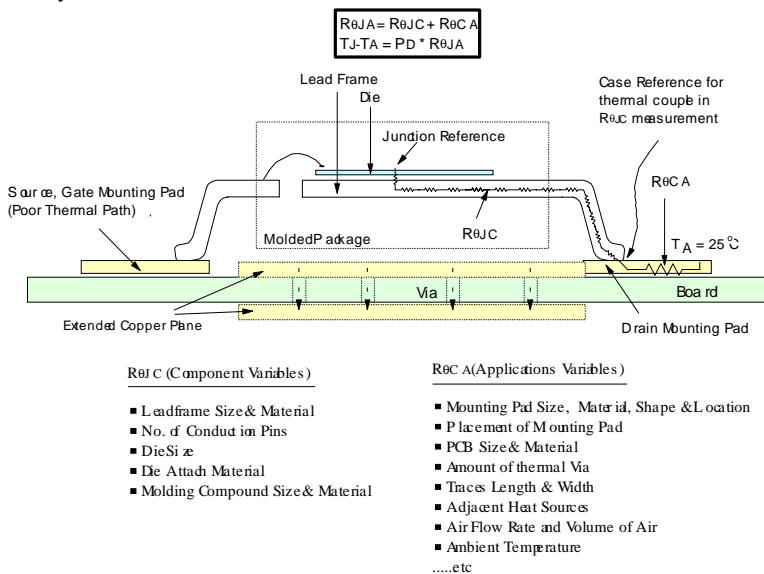 RθJA = RθJC + RθCA
TJ-TA = PD * RθJA
Lead Frame
Die
Case Reference for
thermal couple in
RθJC measurement
Junction Reference
Source, Gate Mounting Pad
(Poor Thermal Path)
RθCA
RθJC
TA = 25°C
Molded Package
Via
Board
Extended Copper Plane
Drain Mounting Pad
RθJC (Component Variables)
■ Leadframe Size & Material
■ No. of Conduction Pins
■ Die Size
■ Die Attach Material
■ Molding Compound Size & Material
RθCA (Applications Variables)
■ Mounting Pad Size, Material, Shape & Location
■ Placement of Mounting Pad
■ PCB Size & Material
■ Amount of thermal Via
■ Traces Length & Width
■ Adjacent Heat Sources
■ Air Flow Rate and Volume of Air
■ Ambient Temperature
.....etc